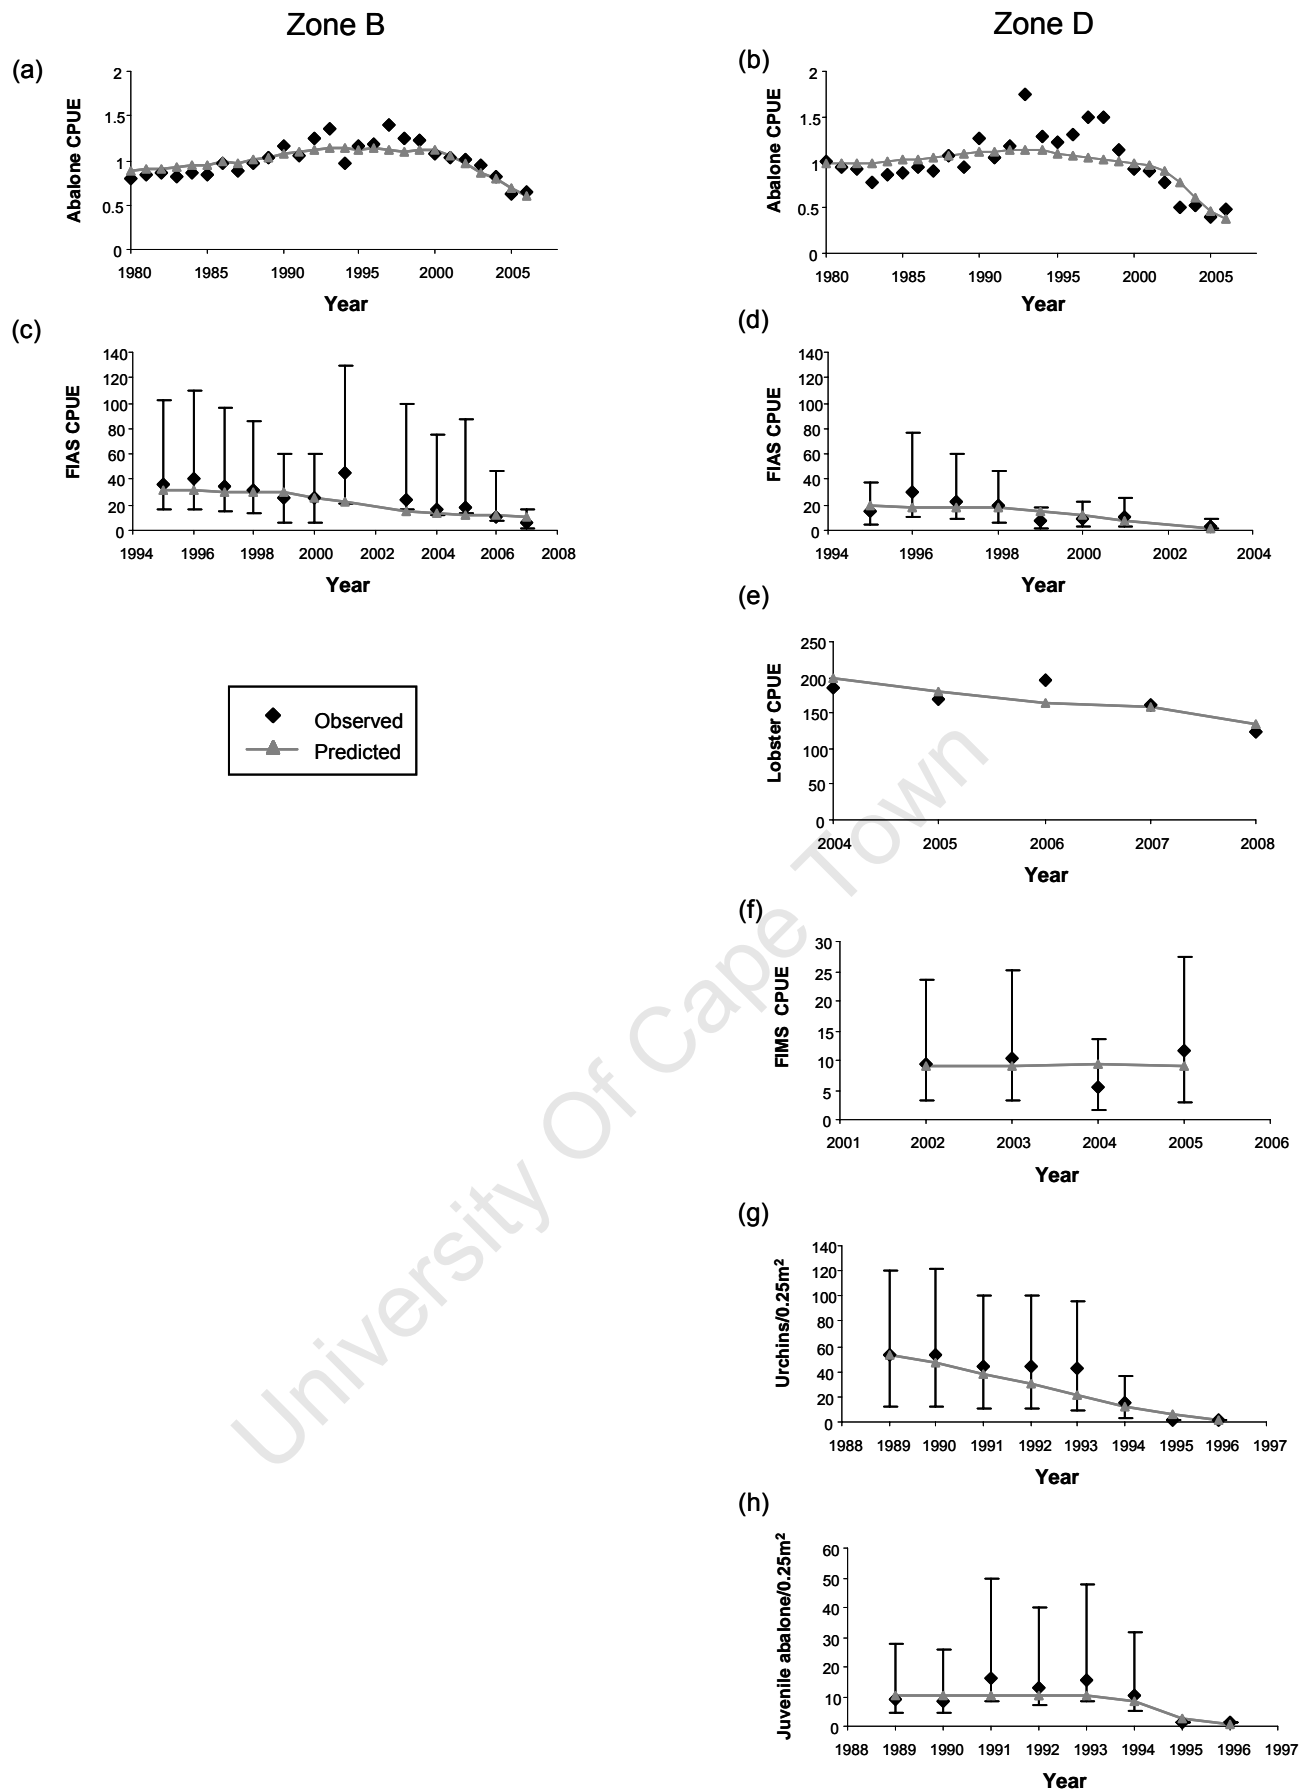 Zone B
Zone D
(a)
Abalone CPUE
2
1.5
1
0.5
0
1980 1985 1990 1995 2000 2005
Year
(b)
Abalone CPUE
2
1.5
1
0.5
0
1980 1985 1990 1995 2000 2005
Year
(c)
FIAS CPUE
140
120
100
80
60
40
20
0
1994 1996 1998 2000 2002 2004 2006 2008
Year
(d)
FIAS CPUE
140
120
100
80
60
40
20
0
1994 1996 1998 2000 2002 2004
Year
Observed
Predicted
(e)
Lobster CPUE
250
200
150
100
50
0
2004 2005 2006 2007 2008
Year
(f)
FIMS CPUE
30
25
20
15
10
5
0
2001 2002 2003 2004 2005 2006
Year
(g)
Urchins/0.25m²
140
120
100
80
60
40
20
0
1988 1989 1990 1991 1992 1993 1994 1995 1996 1997
Year
(h)
Juvenile abalone/0.25m²
60
50
40
30
20
10
0
1988 1989 1990 1991 1992 1993 1994 1995 1996 1997
Year
University Of Cape Town